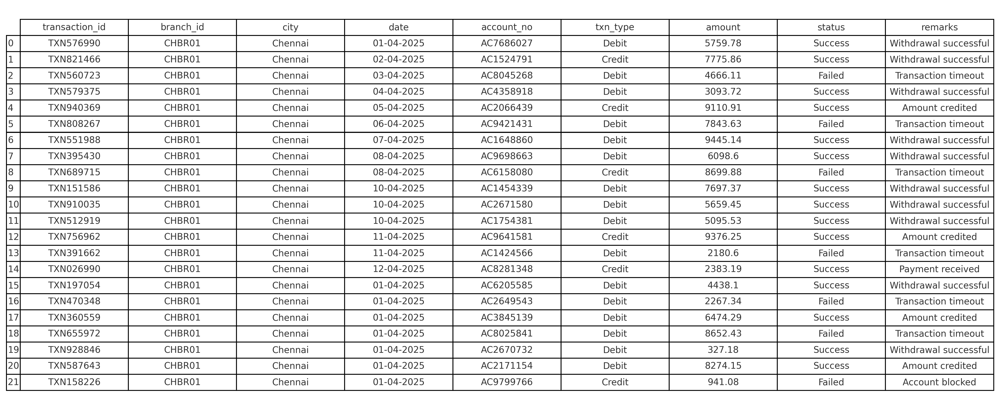 transaction_id branch_id city date account_no txn_type amount status remarks
0 TXN576990 CHBR01 Chennai 01-04-2025 AC7686027 Debit 5759.78 Success Withdrawal successful
1 TXN821466 CHBR01 Chennai 02-04-2025 AC1524791 Credit 7775.86 Success Withdrawal successful
2 TXN560723 CHBR01 Chennai 03-04-2025 AC8045268 Debit 4666.11 Failed Transaction timeout
3 TXN579375 CHBR01 Chennai 04-04-2025 AC4358918 Debit 3093.72 Success Withdrawal successful
4 TXN940369 CHBR01 Chennai 05-04-2025 AC2066439 Credit 9110.91 Success Amount credited
5 TXN808267 CHBR01 Chennai 06-04-2025 AC9421431 Debit 7843.63 Failed Transaction timeout
6 TXN551988 CHBR01 Chennai 07-04-2025 AC1648860 Debit 9445.14 Success Withdrawal successful
7 TXN395430 CHBR01 Chennai 08-04-2025 AC9698663 Debit 6098.6 Success Withdrawal successful
8 TXN689715 CHBR01 Chennai 08-04-2025 AC6158080 Credit 8699.88 Failed Transaction timeout
9 TXN151586 CHBR01 Chennai 10-04-2025 AC1454339 Debit 7697.37 Success Withdrawal successful
10 TXN910035 CHBR01 Chennai 10-04-2025 AC2671580 Debit 5659.45 Success Withdrawal successful
11 TXN512919 CHBR01 Chennai 10-04-2025 AC1754381 Debit 5095.53 Success Withdrawal successful
12 TXN756962 CHBR01 Chennai 11-04-2025 AC9641581 Credit 9376.25 Success Amount credited
13 TXN391662 CHBR01 Chennai 11-04-2025 AC1424566 Debit 2180.6 Failed Transaction timeout
14 TXN026990 CHBR01 Chennai 12-04-2025 AC8281348 Credit 2383.19 Success Payment received
15 TXN197054 CHBR01 Chennai 01-04-2025 AC6205585 Debit 4438.1 Success Withdrawal successful
16 TXN470348 CHBR01 Chennai 01-04-2025 AC2649543 Debit 2267.34 Failed Transaction timeout
17 TXN360559 CHBR01 Chennai 01-04-2025 AC3845139 Debit 6474.29 Success Amount credited
18 TXN655972 CHBR01 Chennai 01-04-2025 AC8025841 Debit 8652.43 Failed Transaction timeout
19 TXN928846 CHBR01 Chennai 01-04-2025 AC2670732 Debit 327.18 Success Withdrawal successful
20 TXN587643 CHBR01 Chennai 01-04-2025 AC2171154 Debit 8274.15 Success Amount credited
21 TXN158226 CHBR01 Chennai 01-04-2025 AC9799766 Credit 941.08 Failed Account blocked